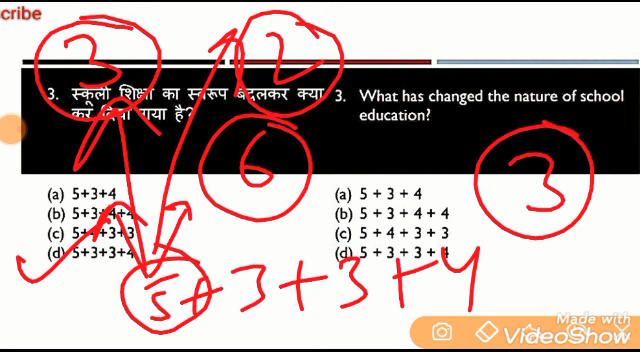 cribe
3
2
3. स्कूली शिक्षा का स्वरूप बदलकर क्या
कर दिया गया है?
3. What has changed the nature of school
education?
6
3
(a) 5+3+4
(b) 5+3+4+4
(c) 5+4+3+3
(d) 5+3+3+4
(a) 5 + 3 + 4
(b) 5 + 3 + 4 + 4
(c) 5 + 4 + 3 + 3
(d) 5 + 3 + 3 + 4
5+3+3+4
Made with
VideoShow